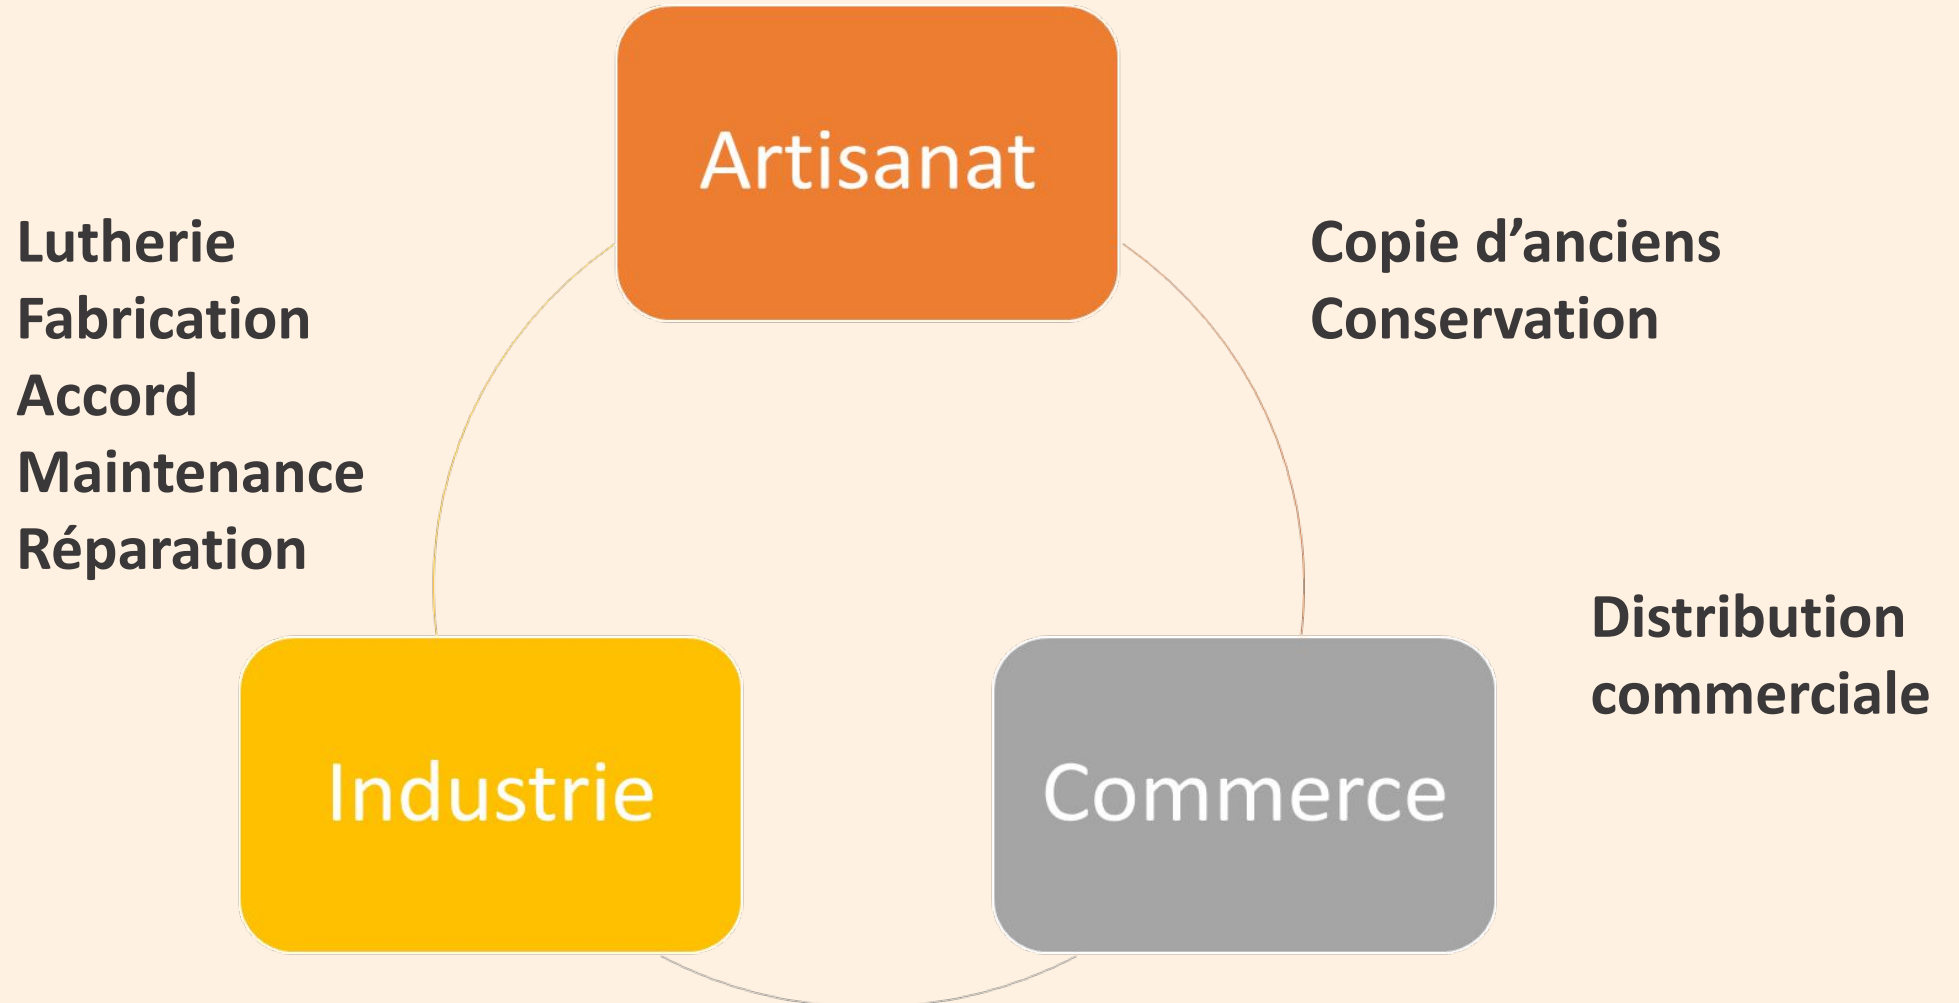 Artisanat
Lutherie
Fabrication
Accord
Maintenance
Réparation
Copie d’anciens
Conservation
Distribution
commerciale
Industrie
Commerce